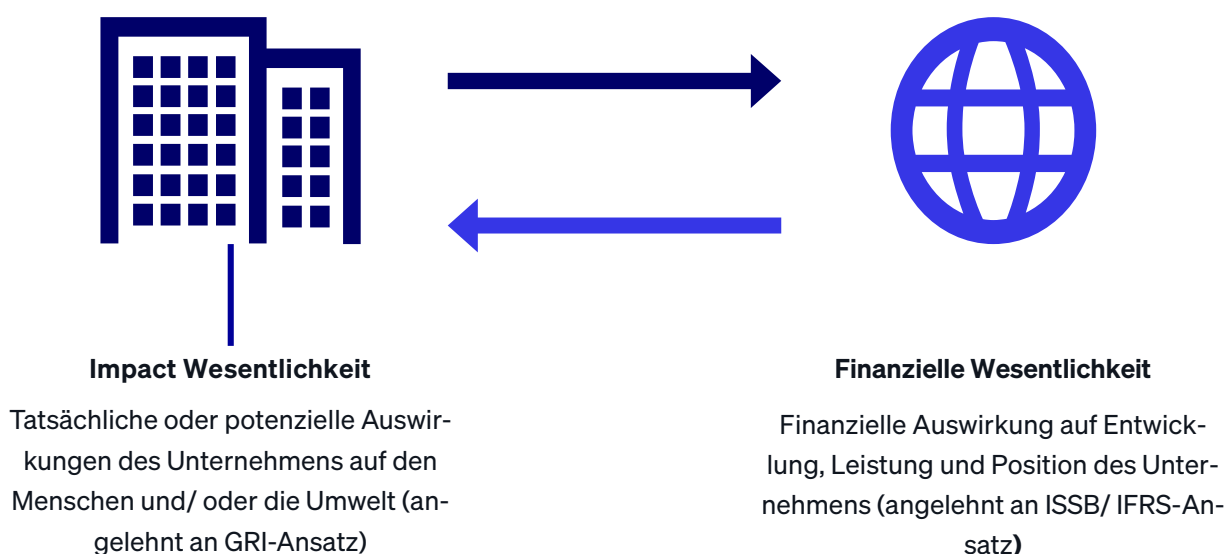 Impact Wesentlichkeit
Tatsächliche oder potenzielle Auswir-
kungen des Unternehmens auf den
Menschen und/ oder die Umwelt (an-
gelehnt an GRI-Ansatz)
Finanzielle Wesentlichkeit
Finanzielle Auswirkung auf Entwick-
lung, Leistung und Position des Unter-
nehmens (angelehnt an ISSB/ IFRS-An-
satz)